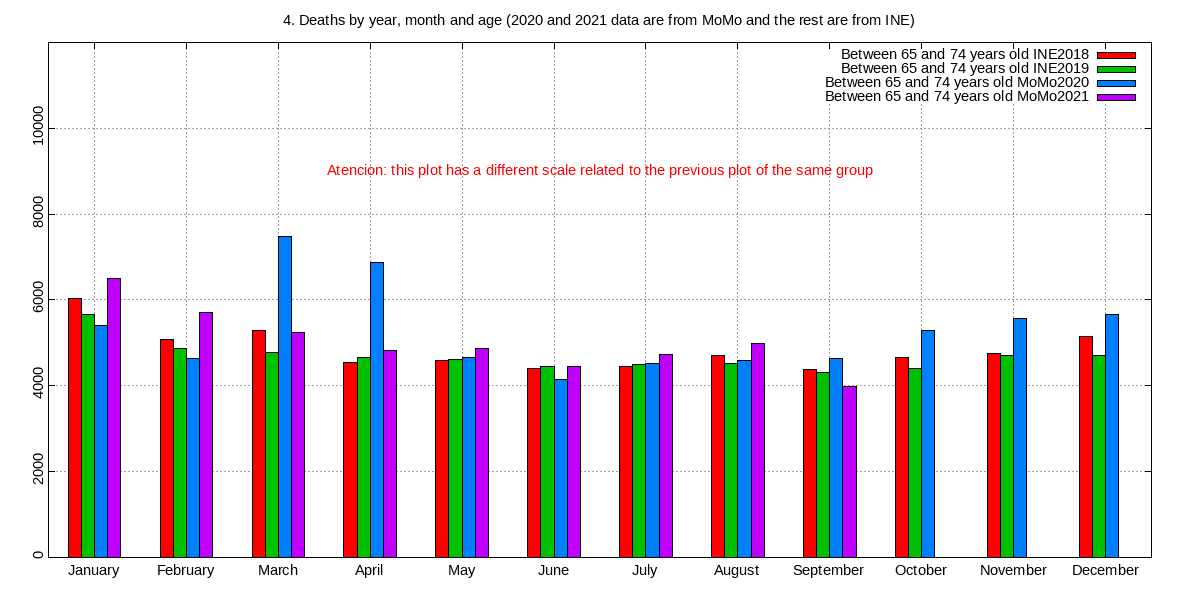 4. Deaths by year, month and age (2020 and 2021 data are from MoMo and the rest are from INE)
Between 65 and 74 years old INE2018
Between 65 and 74 years old INE2019
Between 65 and 74 years old MoMo2020
Between 65 and 74 years old MoMo2021
Atencion: this plot has a different scale related to the previous plot of the same group
10000
8000
6000
4000
2000
0
January February March April May June July August September October November December